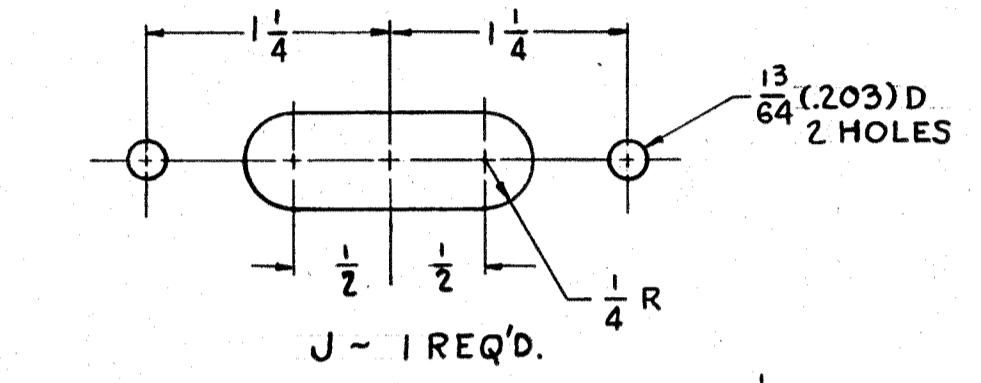 1 1/4
1 1/4
13/64 (.203) D
2 HOLES
1/2
1/2
1/4 R
J ~ 1 REQ'D.